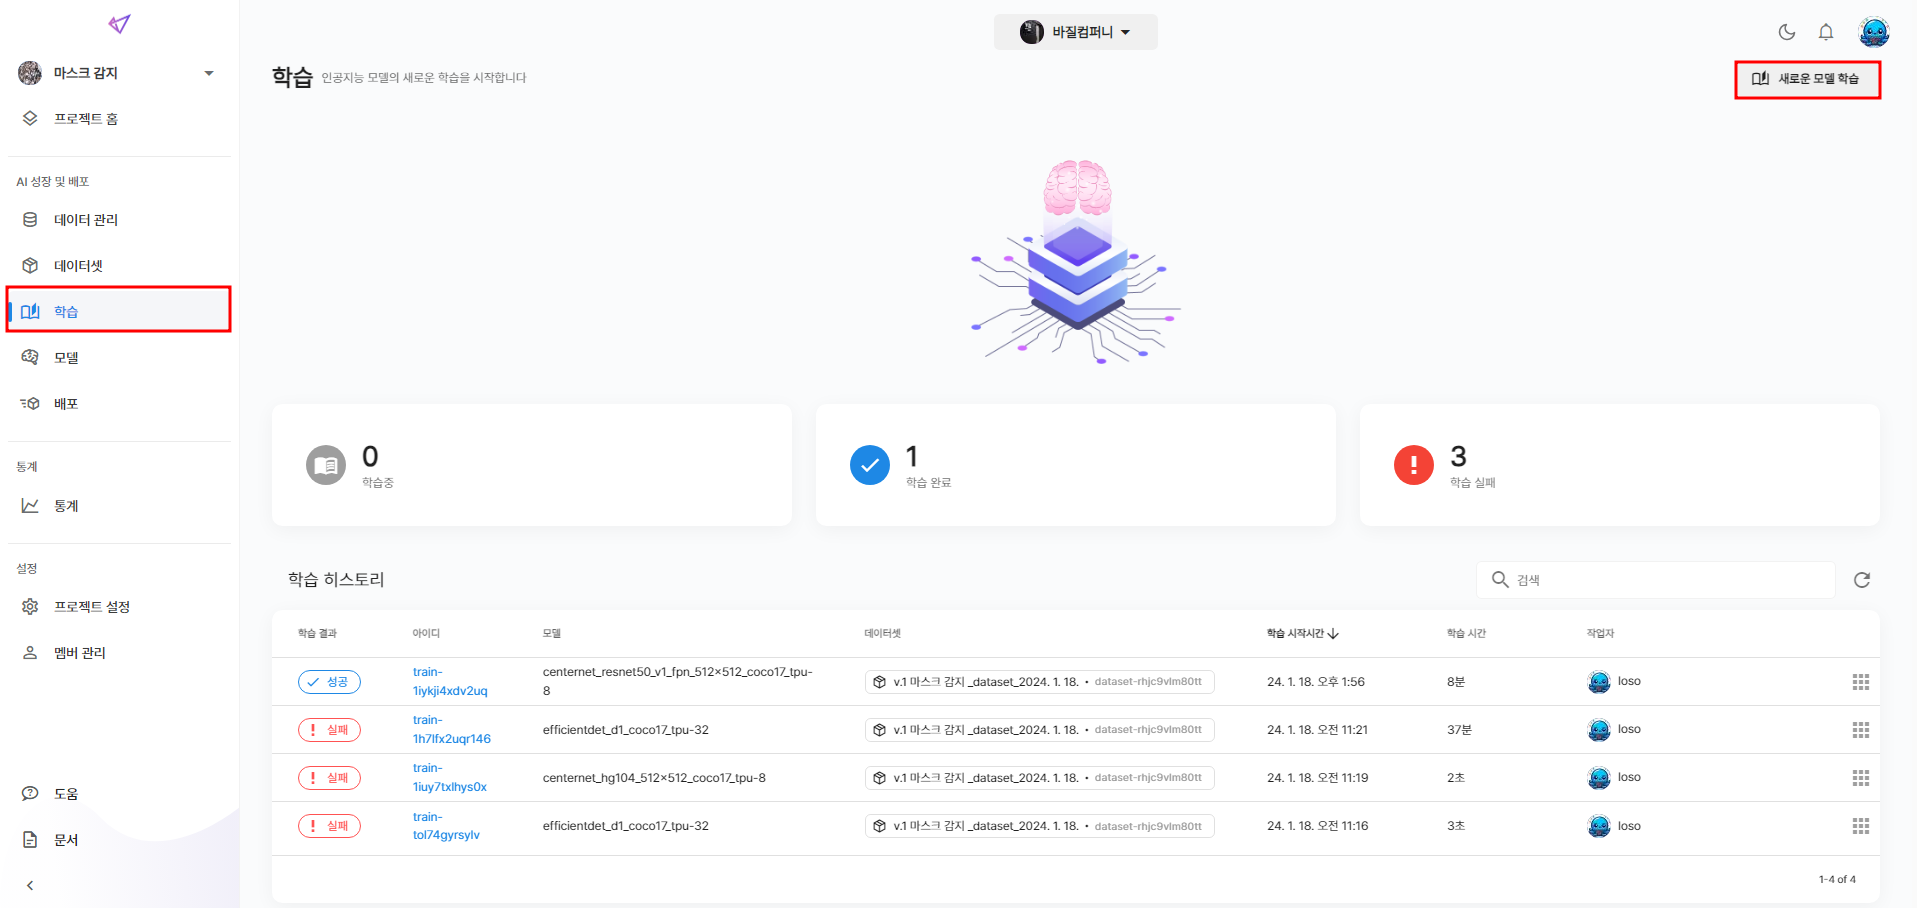 바질컴퍼니
마스크 감지
프로젝트 홈
AI 성장 및 배포
데이터 관리
데이터셋
학습
모델
배포
통계
통계
설정
프로젝트 설정
멤버 관리
도움
문서
학습 인공지능 모델의 새로운 학습을 시작합니다
새로운 모델 학습
0
학습중
1
학습 완료
3
학습 실패
학습 히스토리
검색
학습 결과 아이디 모델 데이터셋 학습 시작시간 학습 시간 작업자
성공 train-1iykji4xdv2uq centernet_resnet50_v1_fpn_512×512_coco17_tpu-8 v.1 마스크 감지 _dataset_2024. 1. 18. • dataset-rhjc9vlm80tt 24. 1. 18. 오후 1:56 8분 loso
실패 train-1h7lfx2uqr146 efficientdet_d1_coco17_tpu-32 v.1 마스크 감지 _dataset_2024. 1. 18. • dataset-rhjc9vlm80tt 24. 1. 18. 오전 11:21 37분 loso
실패 train-1iuy7txlhys0x centernet_hg104_512×512_coco17_tpu-8 v.1 마스크 감지 _dataset_2024. 1. 18. • dataset-rhjc9vlm80tt 24. 1. 18. 오전 11:19 2초 loso
실패 train-tol74gyrsylv efficientdet_d1_coco17_tpu-32 v.1 마스크 감지 _dataset_2024. 1. 18. • dataset-rhjc9vlm80tt 24. 1. 18. 오전 11:16 3초 loso
1-4 of 4